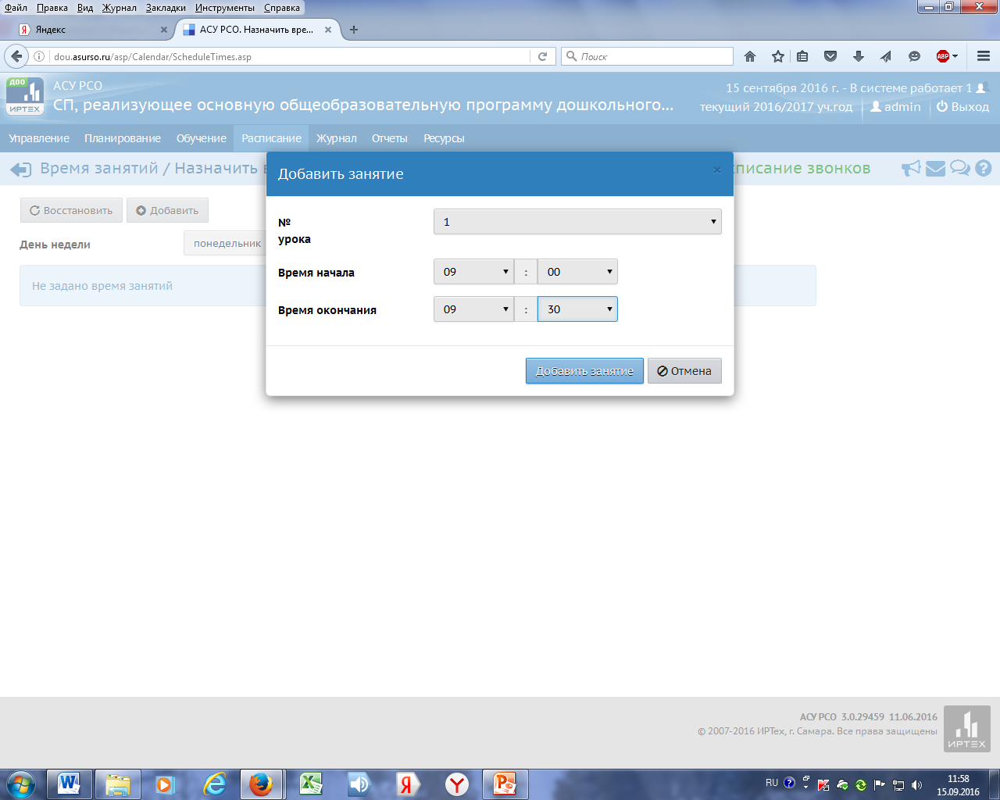 Файл Правка Вид Журнал Закладки Инструменты Справка
Яндекс
АСУ РСО. Назначить вре...
dou.asurso.ru/asp/Calendar/ScheduleTimes.asp
Поиск
ABP
ДОО
ИРТЕХ
АСУ РСО
СП, реализующее основную общеобразовательную программу дошкольного...
15 сентября 2016 г. - В системе работает 1
текущий 2016/2017 уч.год admin Выход
Управление Планирование Обучение Расписание Журнал Отчеты Ресурсы
Время занятий / Назначить в
списание звонков
Восстановить Добавить
День недели понедельник
Не задано время занятий
Добавить занятие
×
№
урока
1
Время начала 09 : 00
Время окончания 09 : 30
Добавить занятие Отмена
АСУ РСО 3.0.29459 11.06.2016
© 2007-2016 ИРТех, г. Самара. Все права защищены
ИРТЕХ
RU
11:58
15.09.2016